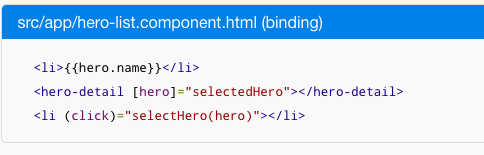 src/app/hero-list.component.html (binding)
<li>{{hero.name}}</li>
<hero-detail [hero]="selectedHero"></hero-detail>
<li (click)="selectHero(hero)"></li>